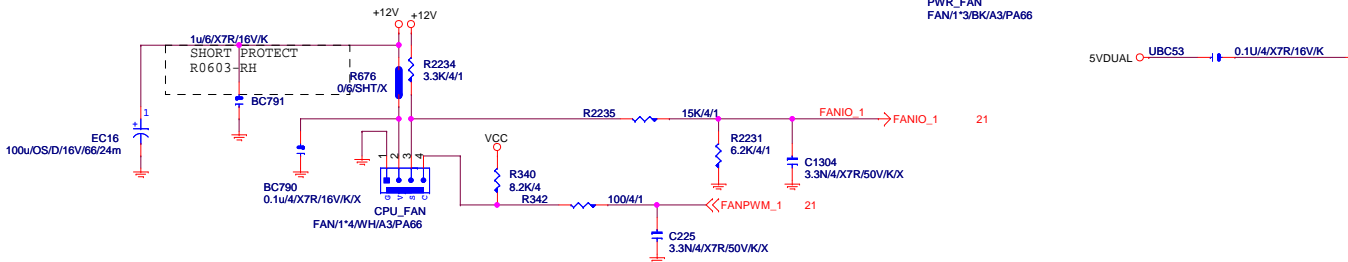 PWR_FAN
FAN/1*3/BK/A3/PA66
+12V +12V
1u/6/X7R/16V/K
SHORT PROTECT
R0603-RH
R676
0/6/SHT/X
R2234
3.3K/4/1
5VDUAL
UBC53
0.1U/4/X7R/16V/K
BC791
1
+
EC16
100u/OS/D/16V/66/24m
R2235
15K/4/1
FANIO_1
FANIO_1
21
VCC
R2231
6.2K/4/1
C1304
3.3N/4/X7R/50V/K/X
1 2 3 4
G V S C
BC790
0.1u/4/X7R/16V/K/X
CPU_FAN
FAN/1*4/WH/A3/PA66
R340
8.2K/4
R342
100/4/1
FANPWM_1
21
C225
3.3N/4/X7R/50V/K/X